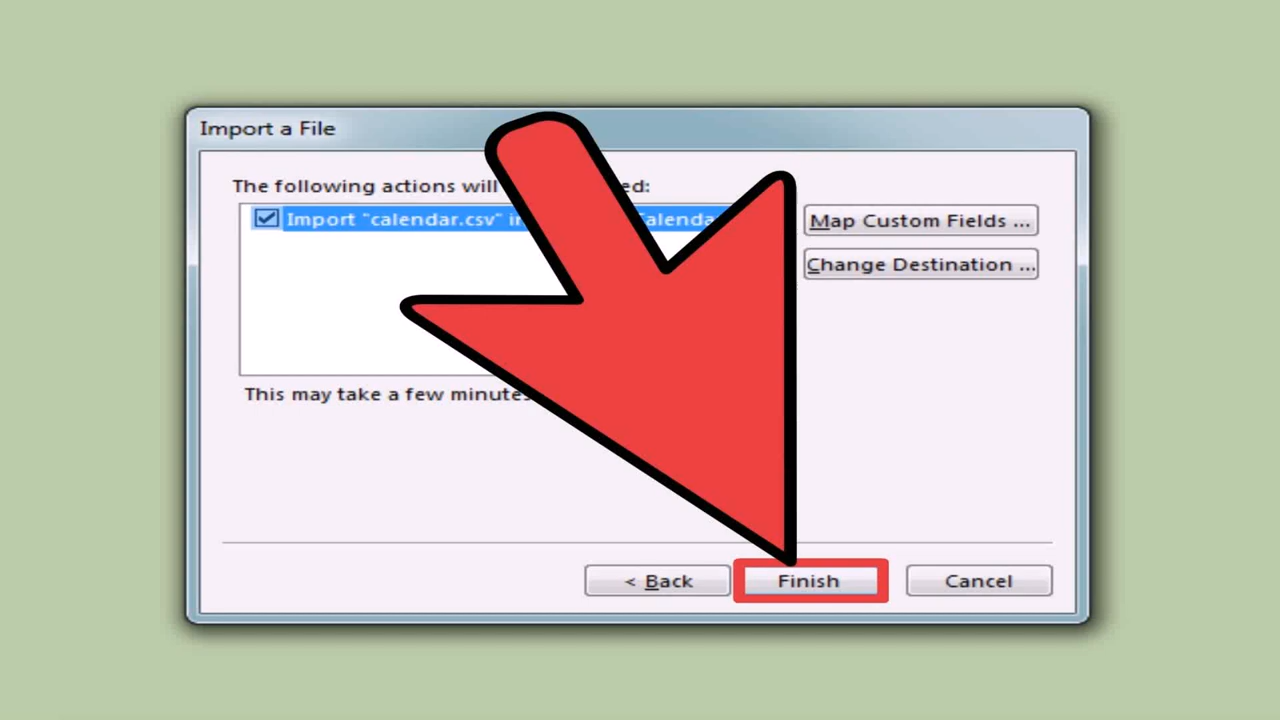 Import a File
The following actions will ed:
Import "calendar.csv" in Calenda
Map Custom Fields ...
Change Destination ...
This may take a few minutes
< Back
Finish
Cancel